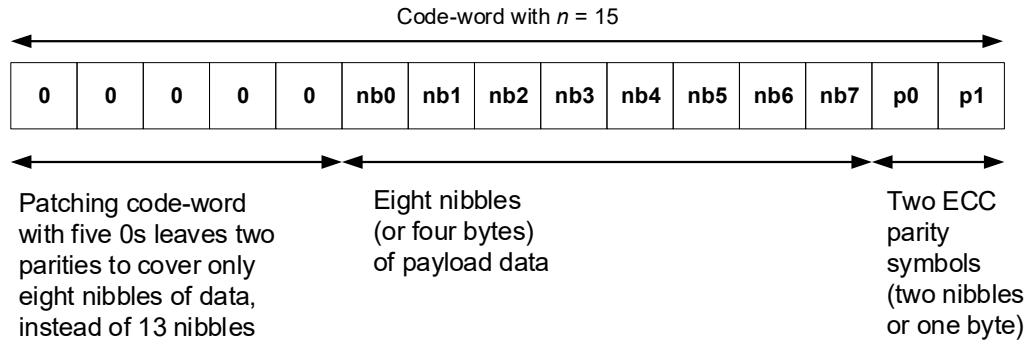 Code-word with n = 15
0 0 0 0 0 nb0 nb1 nb2 nb3 nb4 nb5 nb6 nb7 p0 p1
Patching code-word
with five 0s leaves two
parities to cover only
eight nibbles of data,
instead of 13 nibbles
Eight nibbles
(or four bytes)
of payload data
Two ECC
parity
symbols
(two nibbles
or one byte)